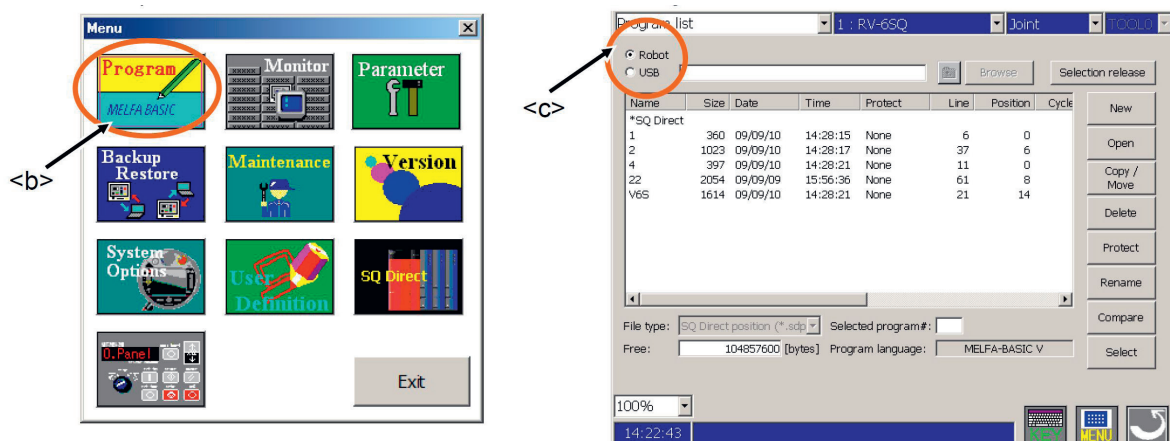 Menu
Program
MELFA BASIC
Monitor
Parameter
Backup
Restore
Maintenance
Version
System
Options
User
Definition
SQ Direct
O.Panel
Exit
<b>
<c>
Program list
1 : RV-6SQ
Joint
TOOL0
Robot
USB
Browse
Selection release
Name Size Date Time Protect Line Position Cycle
*SQ Direct
1 360 09/09/10 14:28:15 None 6 0
2 1023 09/09/10 14:28:17 None 37 6
4 397 09/09/10 14:28:21 None 11 0
22 2054 09/09/09 15:56:36 None 61 8
V6S 1614 09/09/10 14:28:21 None 21 14
New
Open
Copy /
Move
Delete
Protect
Rename
Compare
Select
File type: SQ Direct position (*.sdp Selected program#:
Free: 104857600 [bytes] Program language: MELFA-BASIC V
100%
14:22:43
KEY
MENU